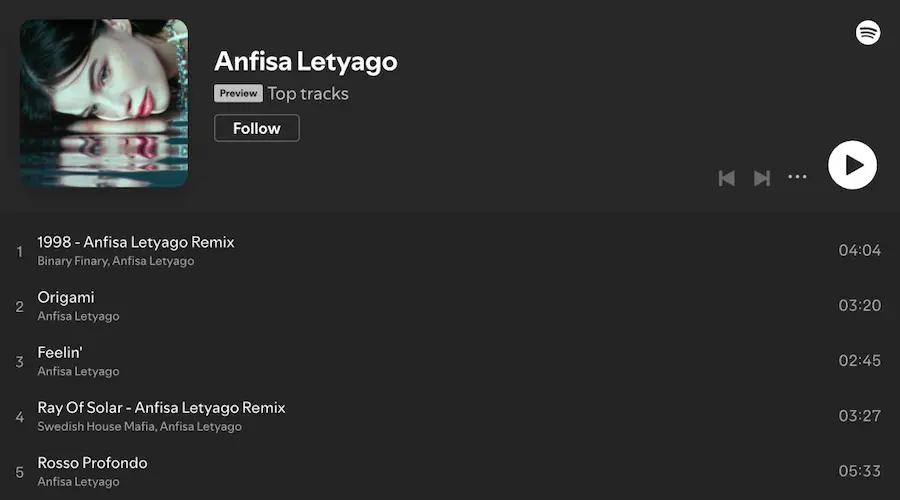 Anfisa Letyago
Preview Top tracks
Follow
1 1998 - Anfisa Letyago Remix 04:04
Binary Finary, Anfisa Letyago
2 Origami 03:20
Anfisa Letyago
3 Feelin' 02:45
Anfisa Letyago
4 Ray Of Solar - Anfisa Letyago Remix 03:27
Swedish House Mafia, Anfisa Letyago
5 Rosso Profondo 05:33
Anfisa Letyago